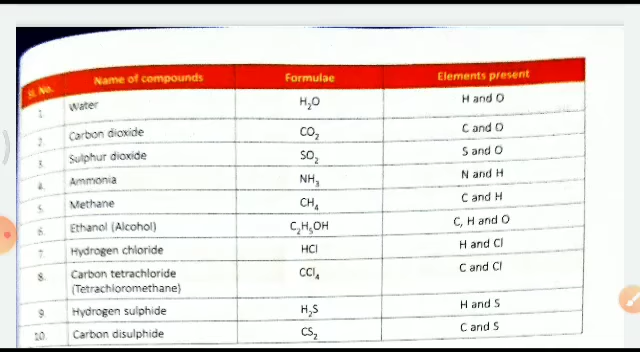 Sl. No. Name of compounds Formulae Elements present
1. Water H₂O H and O
2. Carbon dioxide CO₂ C and O
3. Sulphur dioxide SO₂ S and O
4. Ammonia NH₃ N and H
5. Methane CH₄ C and H
6. Ethanol (Alcohol) C₂H₅OH C, H and O
7. Hydrogen chloride HCl H and Cl
8. Carbon tetrachloride CCl₄ C and Cl
(Tetrachloromethane)
9 Hydrogen sulphide H₂S H and S
10 Carbon disulphide CS₂ C and S